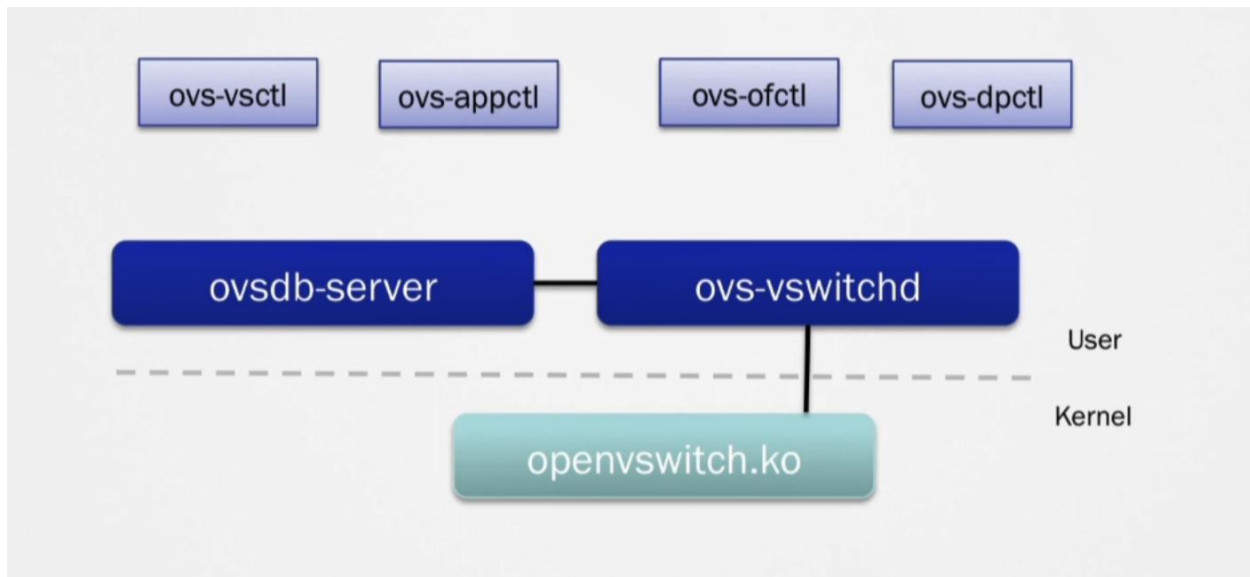 ovs-vsctl
ovs-appctl
ovs-ofctl
ovs-dpctl
ovsdb-server
ovs-vswitchd
User
Kernel
openvswitch.ko